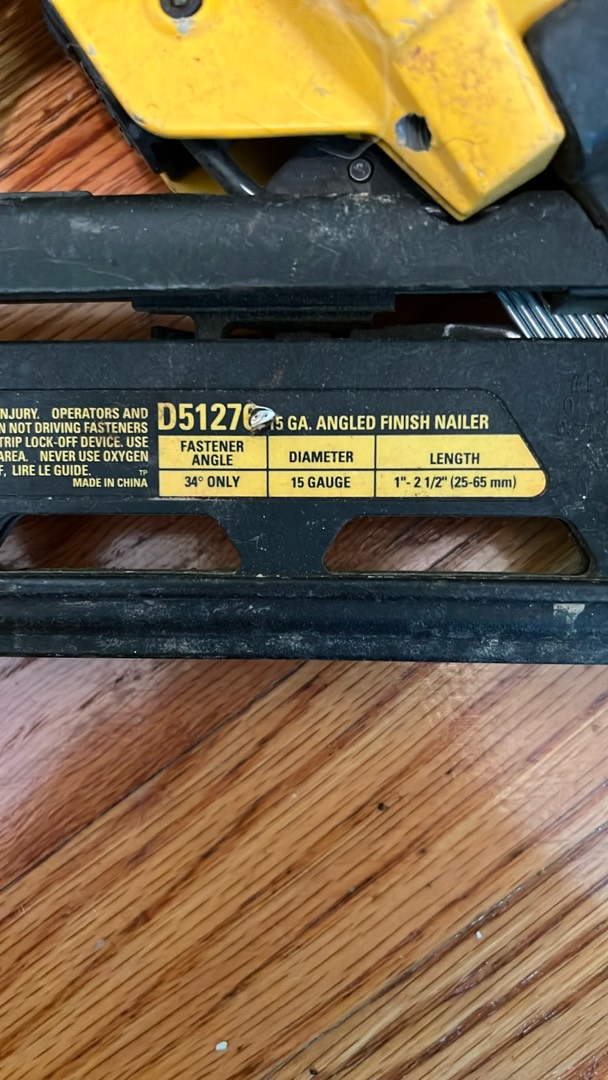 NJURY. OPERATORS AND
N NOT DRIVING FASTENERS
TRIP LOCK-OFF DEVICE. USE
AREA. NEVER USE OXYGEN
F, LIRE LE GUIDE. TP
MADE IN CHINA
D5127 15 GA. ANGLED FINISH NAILER
FASTENER ANGLE DIAMETER LENGTH
34° ONLY 15 GAUGE 1"- 2 1/2" (25-65 mm)